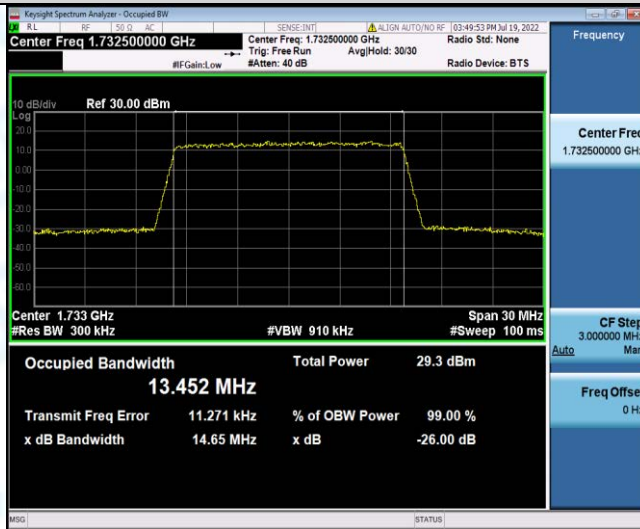 Keysight Spectrum Analyzer - Occupied BW
RL RF 50 Ω AC SENSE:INT ALIGN AUTO/NO RF 03:49:53 PM Jul 19, 2022
Center Freq 1.732500000 GHz
Center Freq: 1.732500000 GHz Radio Std: None
Trig: Free Run Avg|Hold: 30/30
#IFGain:Low #Atten: 40 dB Radio Device: BTS
10 dB/div Ref 30.00 dBm
Log
20.0
10.0
0.00
-10.0
-20.0
-30.0
-40.0
-50.0
-60.0
Center 1.733 GHz Span 30 MHz
#Res BW 300 kHz #VBW 910 kHz #Sweep 100 ms
Occupied Bandwidth Total Power 29.3 dBm
13.452 MHz
Transmit Freq Error 11.271 kHz % of OBW Power 99.00 %
x dB Bandwidth 14.65 MHz x dB -26.00 dB
MSG STATUS
Frequency
Center Freq
1.732500000 GHz
CF Step
3.000000 MHz
Auto Man
Freq Offse
0 Hz